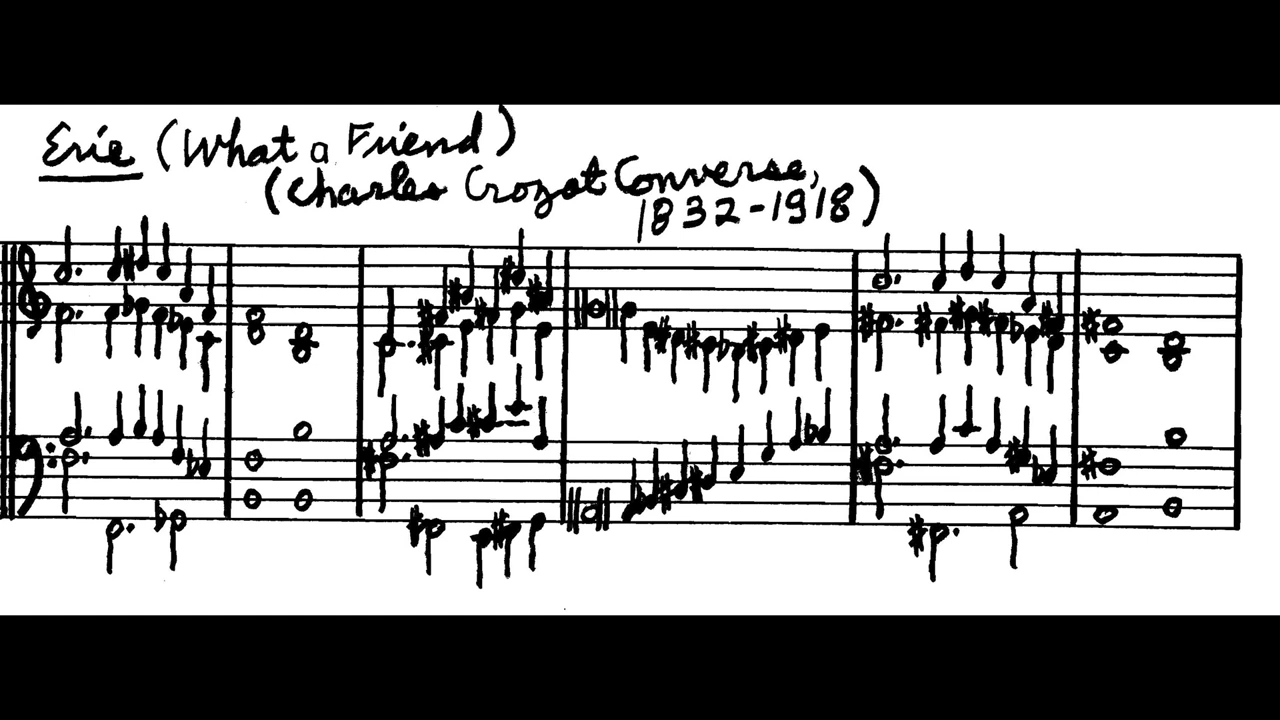 Erie (What a Friend)
(Charles Crozat Converse,
1832-1918)